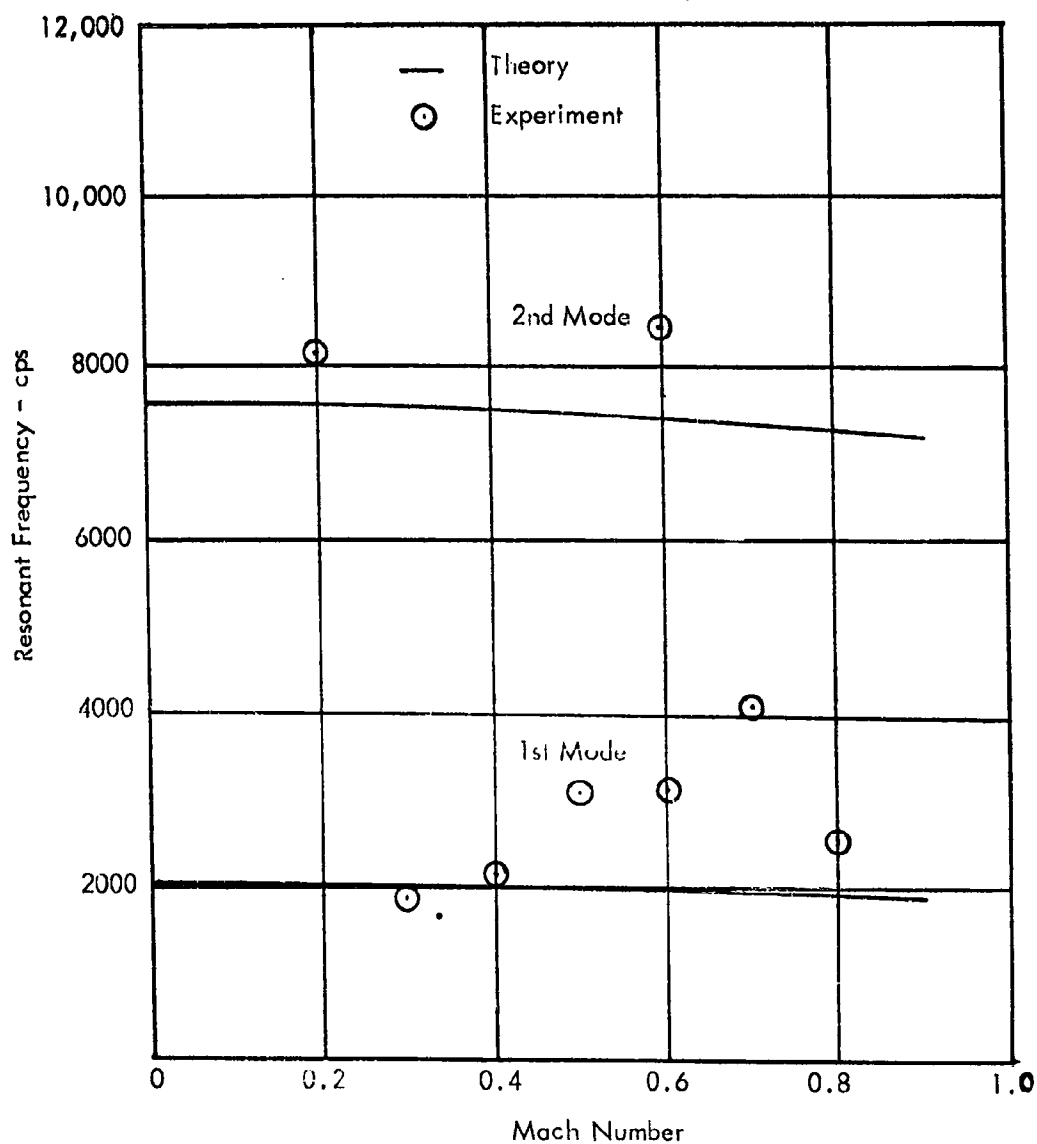 12,000
Theory
Experiment
10,000
2nd Mode
8000
6000
4000
1st Mode
2000
0 0.2 0.4 0.6 0.8 1.0
Resonant Frequency - cps
Mach Number